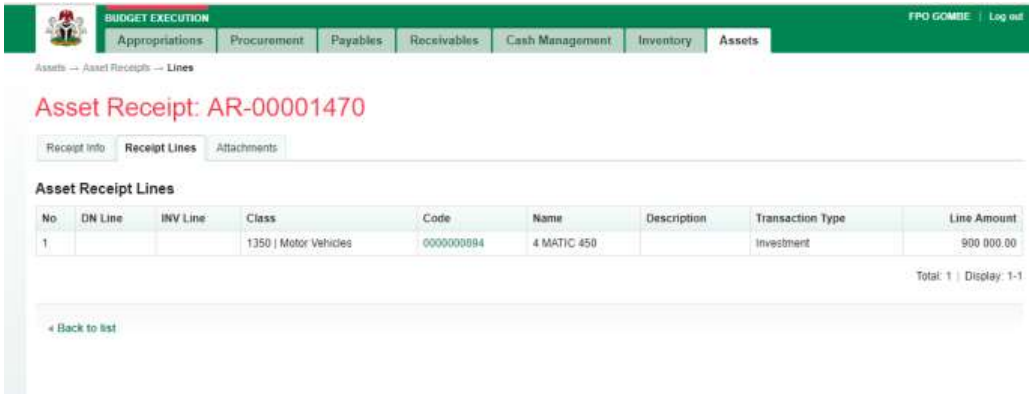 BUDGET EXECUTION
FPO GOMBE | Log out
Appropriations Procurement Payables Receivables Cash Management Inventory Assets
Assets → Asset Receipts → Lines
Asset Receipt: AR-00001470
Receipt Info Receipt Lines Attachments
Asset Receipt Lines
No DN Line INV Line Class Code Name Description Transaction Type Line Amount
1 1350 | Motor Vehicles 0000000894 4 MATIC 450 Investment 900 000.00
Total: 1 | Display: 1-1
◂ Back to list